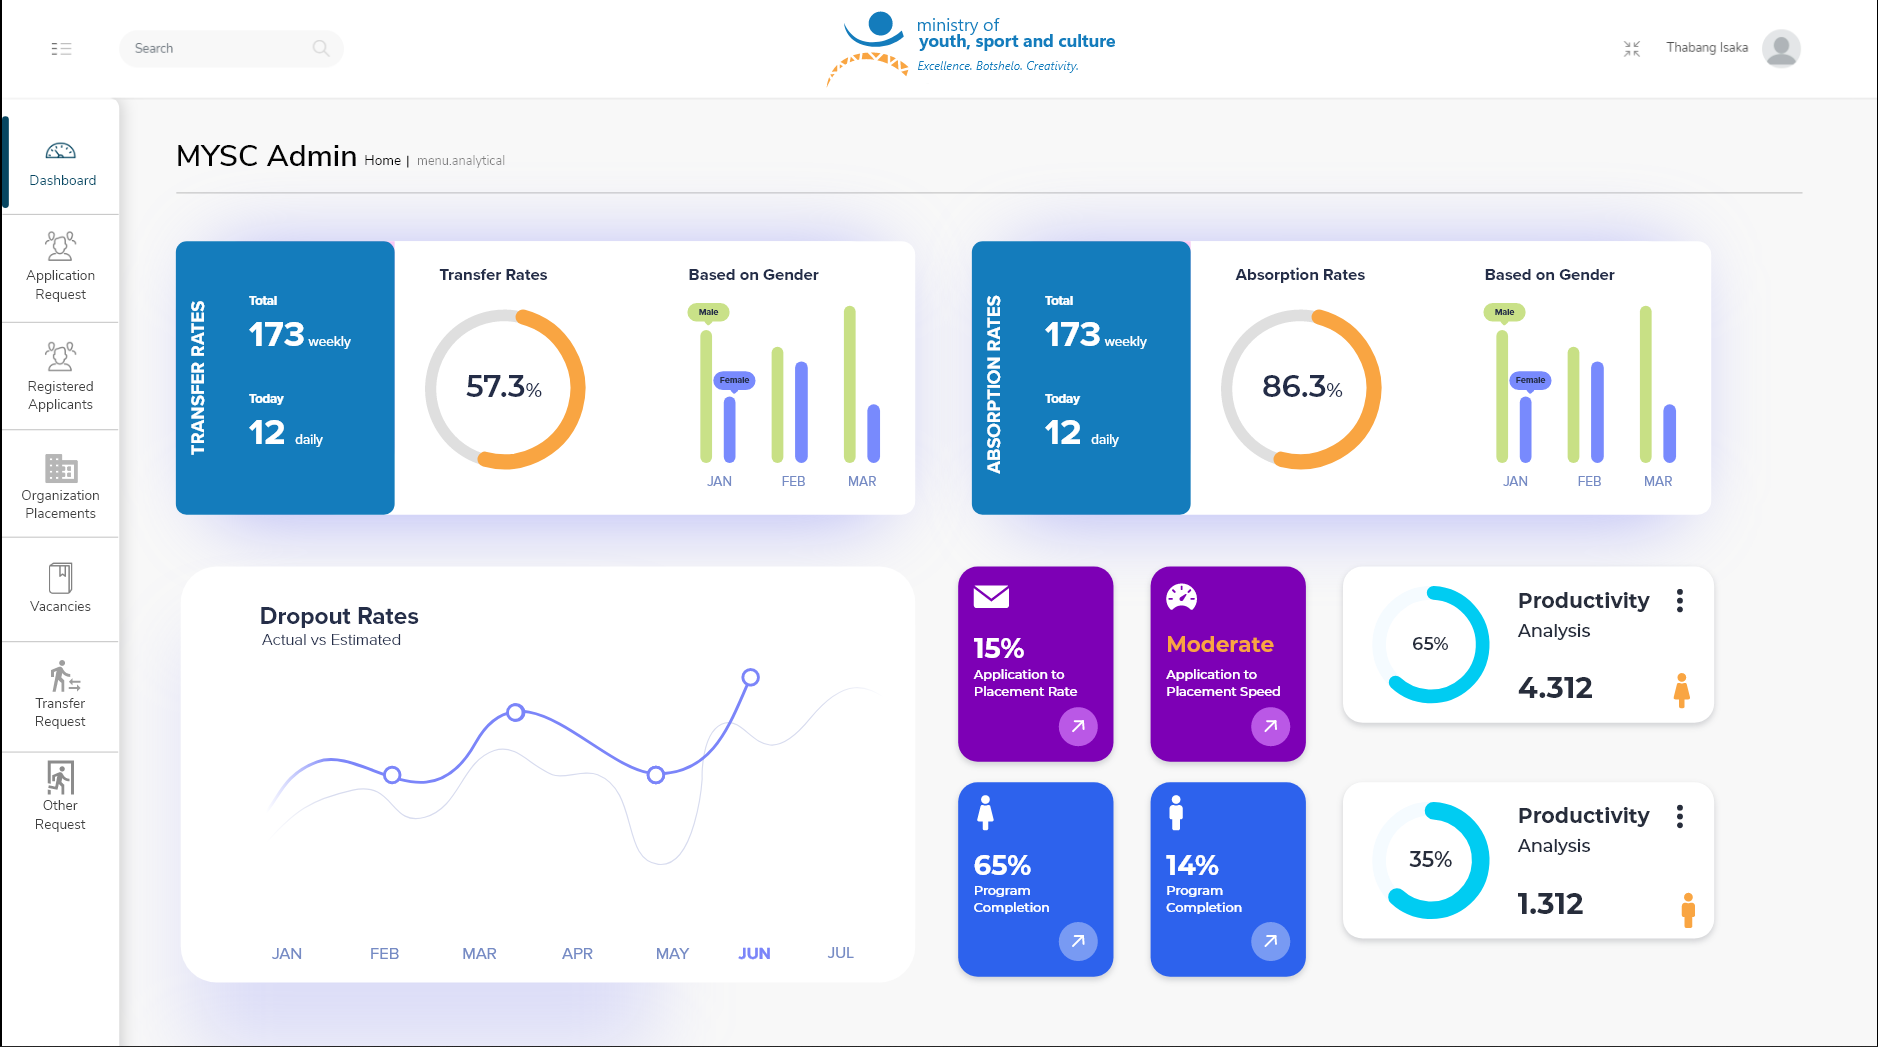 Search
ministry of
youth, sport and culture
Excellence. Botshelo. Creativity.
Thabang Isaka
Dashboard
Application
Request
Registered
Applicants
Organization
Placements
Vacancies
Transfer
Request
Other
Request
MYSC Admin Home | menu.analytical
TRANSFER RATES
Total
173 weekly
Today
12 daily
Transfer Rates
57.3%
Based on Gender
Male
Female
JAN FEB MAR
ABSORPTION RATES
Total
173 weekly
Today
12 daily
Absorption Rates
86.3%
Based on Gender
Male
Female
JAN FEB MAR
Dropout Rates
Actual vs Estimated
JAN FEB MAR APR MAY JUN JUL
15%
Application to
Placement Rate
Moderate
Application to
Placement Speed
65%
Productivity
Analysis
4.312
65%
Program
Completion
14%
Program
Completion
35%
Productivity
Analysis
1.312